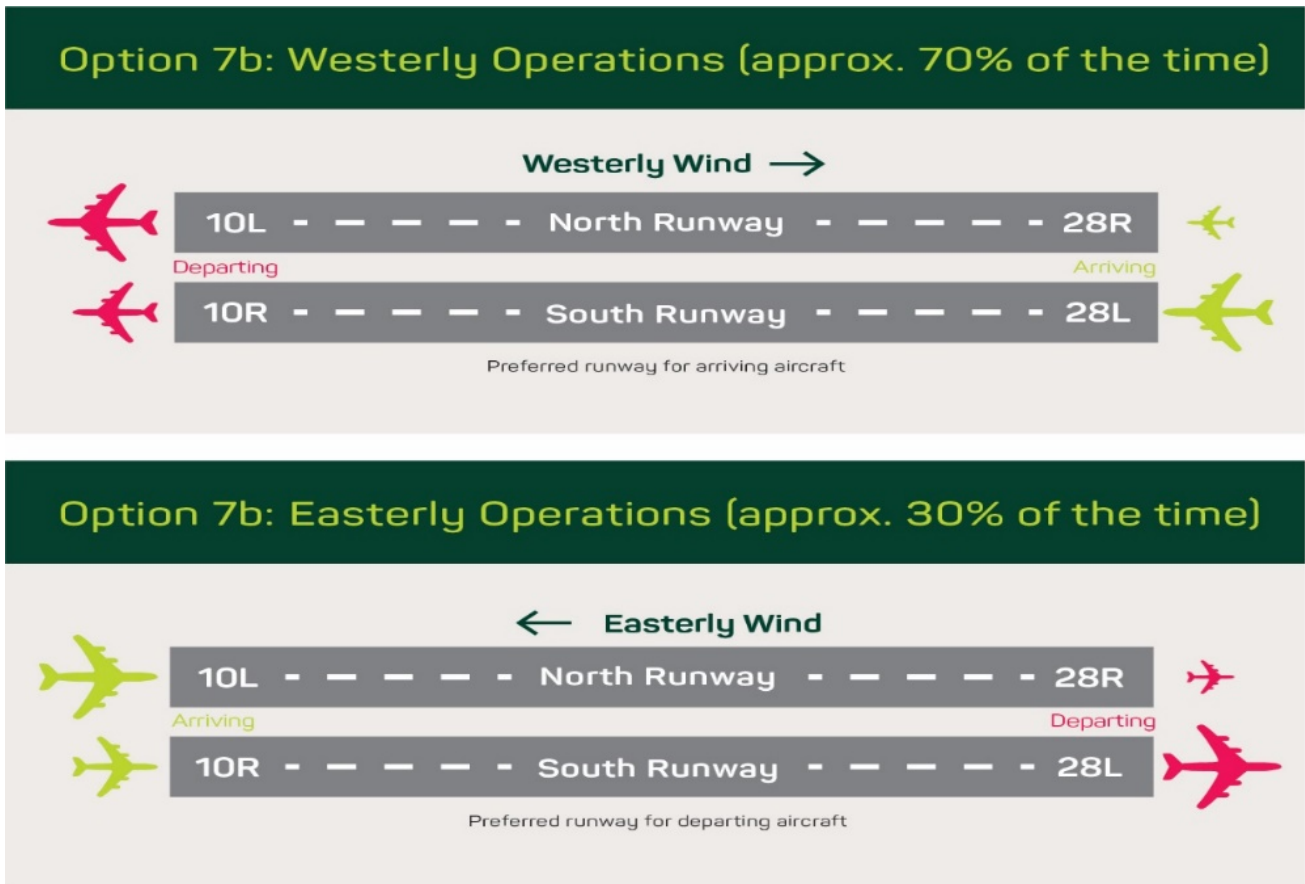 Option 7b: Westerly Operations (approx. 70% of the time)
Westerly Wind
10L North Runway 28R
Departing Arriving
10R South Runway 28L
Preferred runway for arriving aircraft
Option 7b: Easterly Operations (approx. 30% of the time)
Easterly Wind
10L North Runway 28R
Arriving Departing
10R South Runway 28L
Preferred runway for departing aircraft